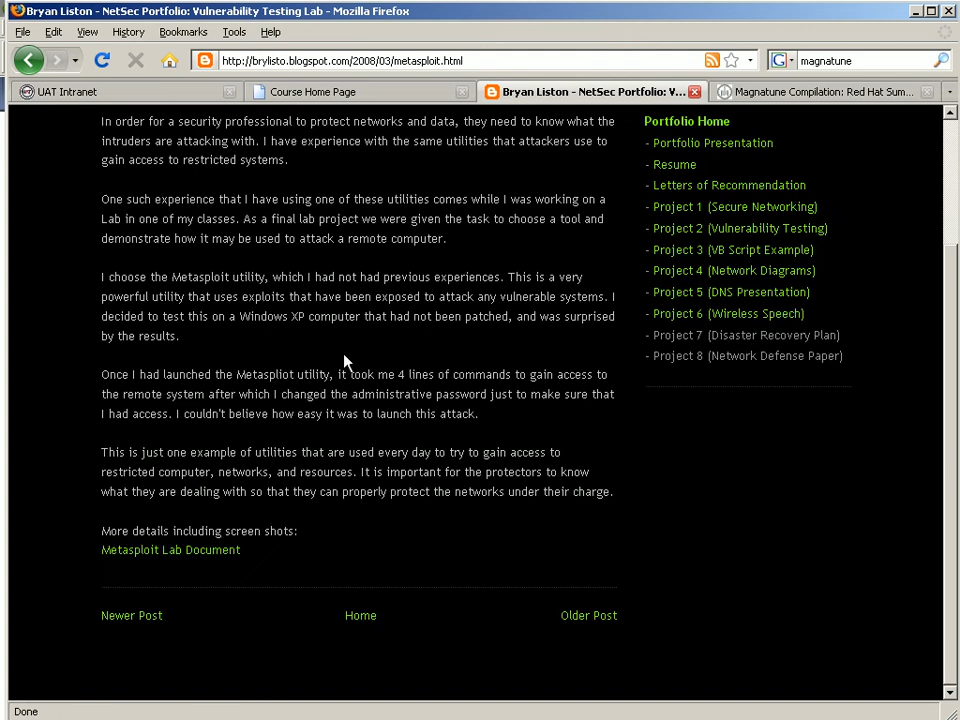 Bryan Liston - NetSec Portfolio: Vulnerability Testing Lab - Mozilla Firefox
File Edit View History Bookmarks Tools Help
http://brylisto.blogspot.com/2008/03/metasploit.html
G
magnatune
UAT Intranet
Course Home Page
Bryan Liston - NetSec Portfolio: V...
Magnatune Compilation: Red Hat Sum...
In order for a security professional to protect networks and data, they need to know what the
intruders are attacking with. I have experience with the same utilities that attackers use to
gain access to restricted systems.
One such experience that I have using one of these utilities comes while I was working on a
Lab in one of my classes. As a final lab project we were given the task to choose a tool and
demonstrate how it may be used to attack a remote computer.
I choose the Metasploit utility, which I had not had previous experiences. This is a very
powerful utility that uses exploits that have been exposed to attack any vulnerable systems. I
decided to test this on a Windows XP computer that had not been patched, and was surprised
by the results.
Once I had launched the Metaspliot utility, it took me 4 lines of commands to gain access to
the remote system after which I changed the administrative password just to make sure that
I had access. I couldn't believe how easy it was to launch this attack.
This is just one example of utilities that are used every day to try to gain access to
restricted computer, networks, and resources. It is important for the protectors to know
what they are dealing with so that they can properly protect the networks under their charge.
More details including screen shots:
Metasploit Lab Document
Newer Post
Home
Older Post
Portfolio Home
- Portfolio Presentation
- Resume
- Letters of Recommendation
- Project 1 (Secure Networking)
- Project 2 (Vulnerability Testing)
- Project 3 (VB Script Example)
- Project 4 (Network Diagrams)
- Project 5 (DNS Presentation)
- Project 6 (Wireless Speech)
- Project 7 (Disaster Recovery Plan)
- Project 8 (Network Defense Paper)
Done